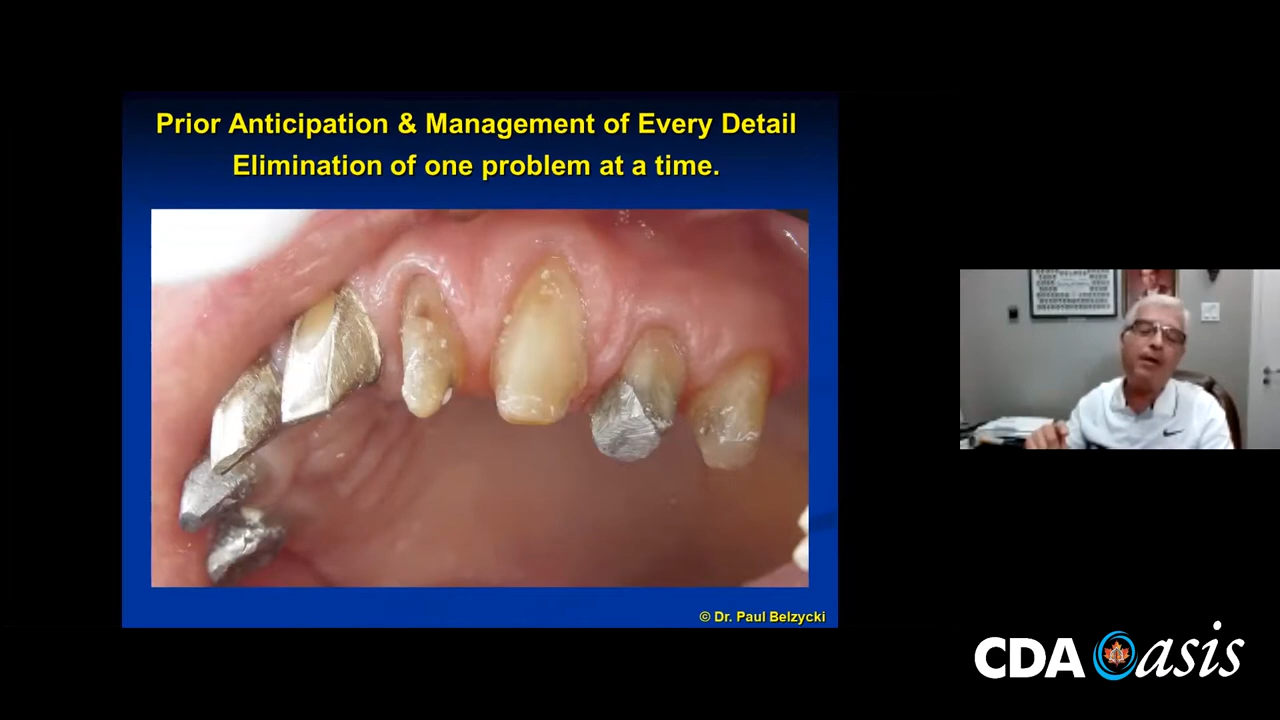 Prior Anticipation & Management of Every Detail
Elimination of one problem at a time.
© Dr. Paul Belzycki
CDA Oasis